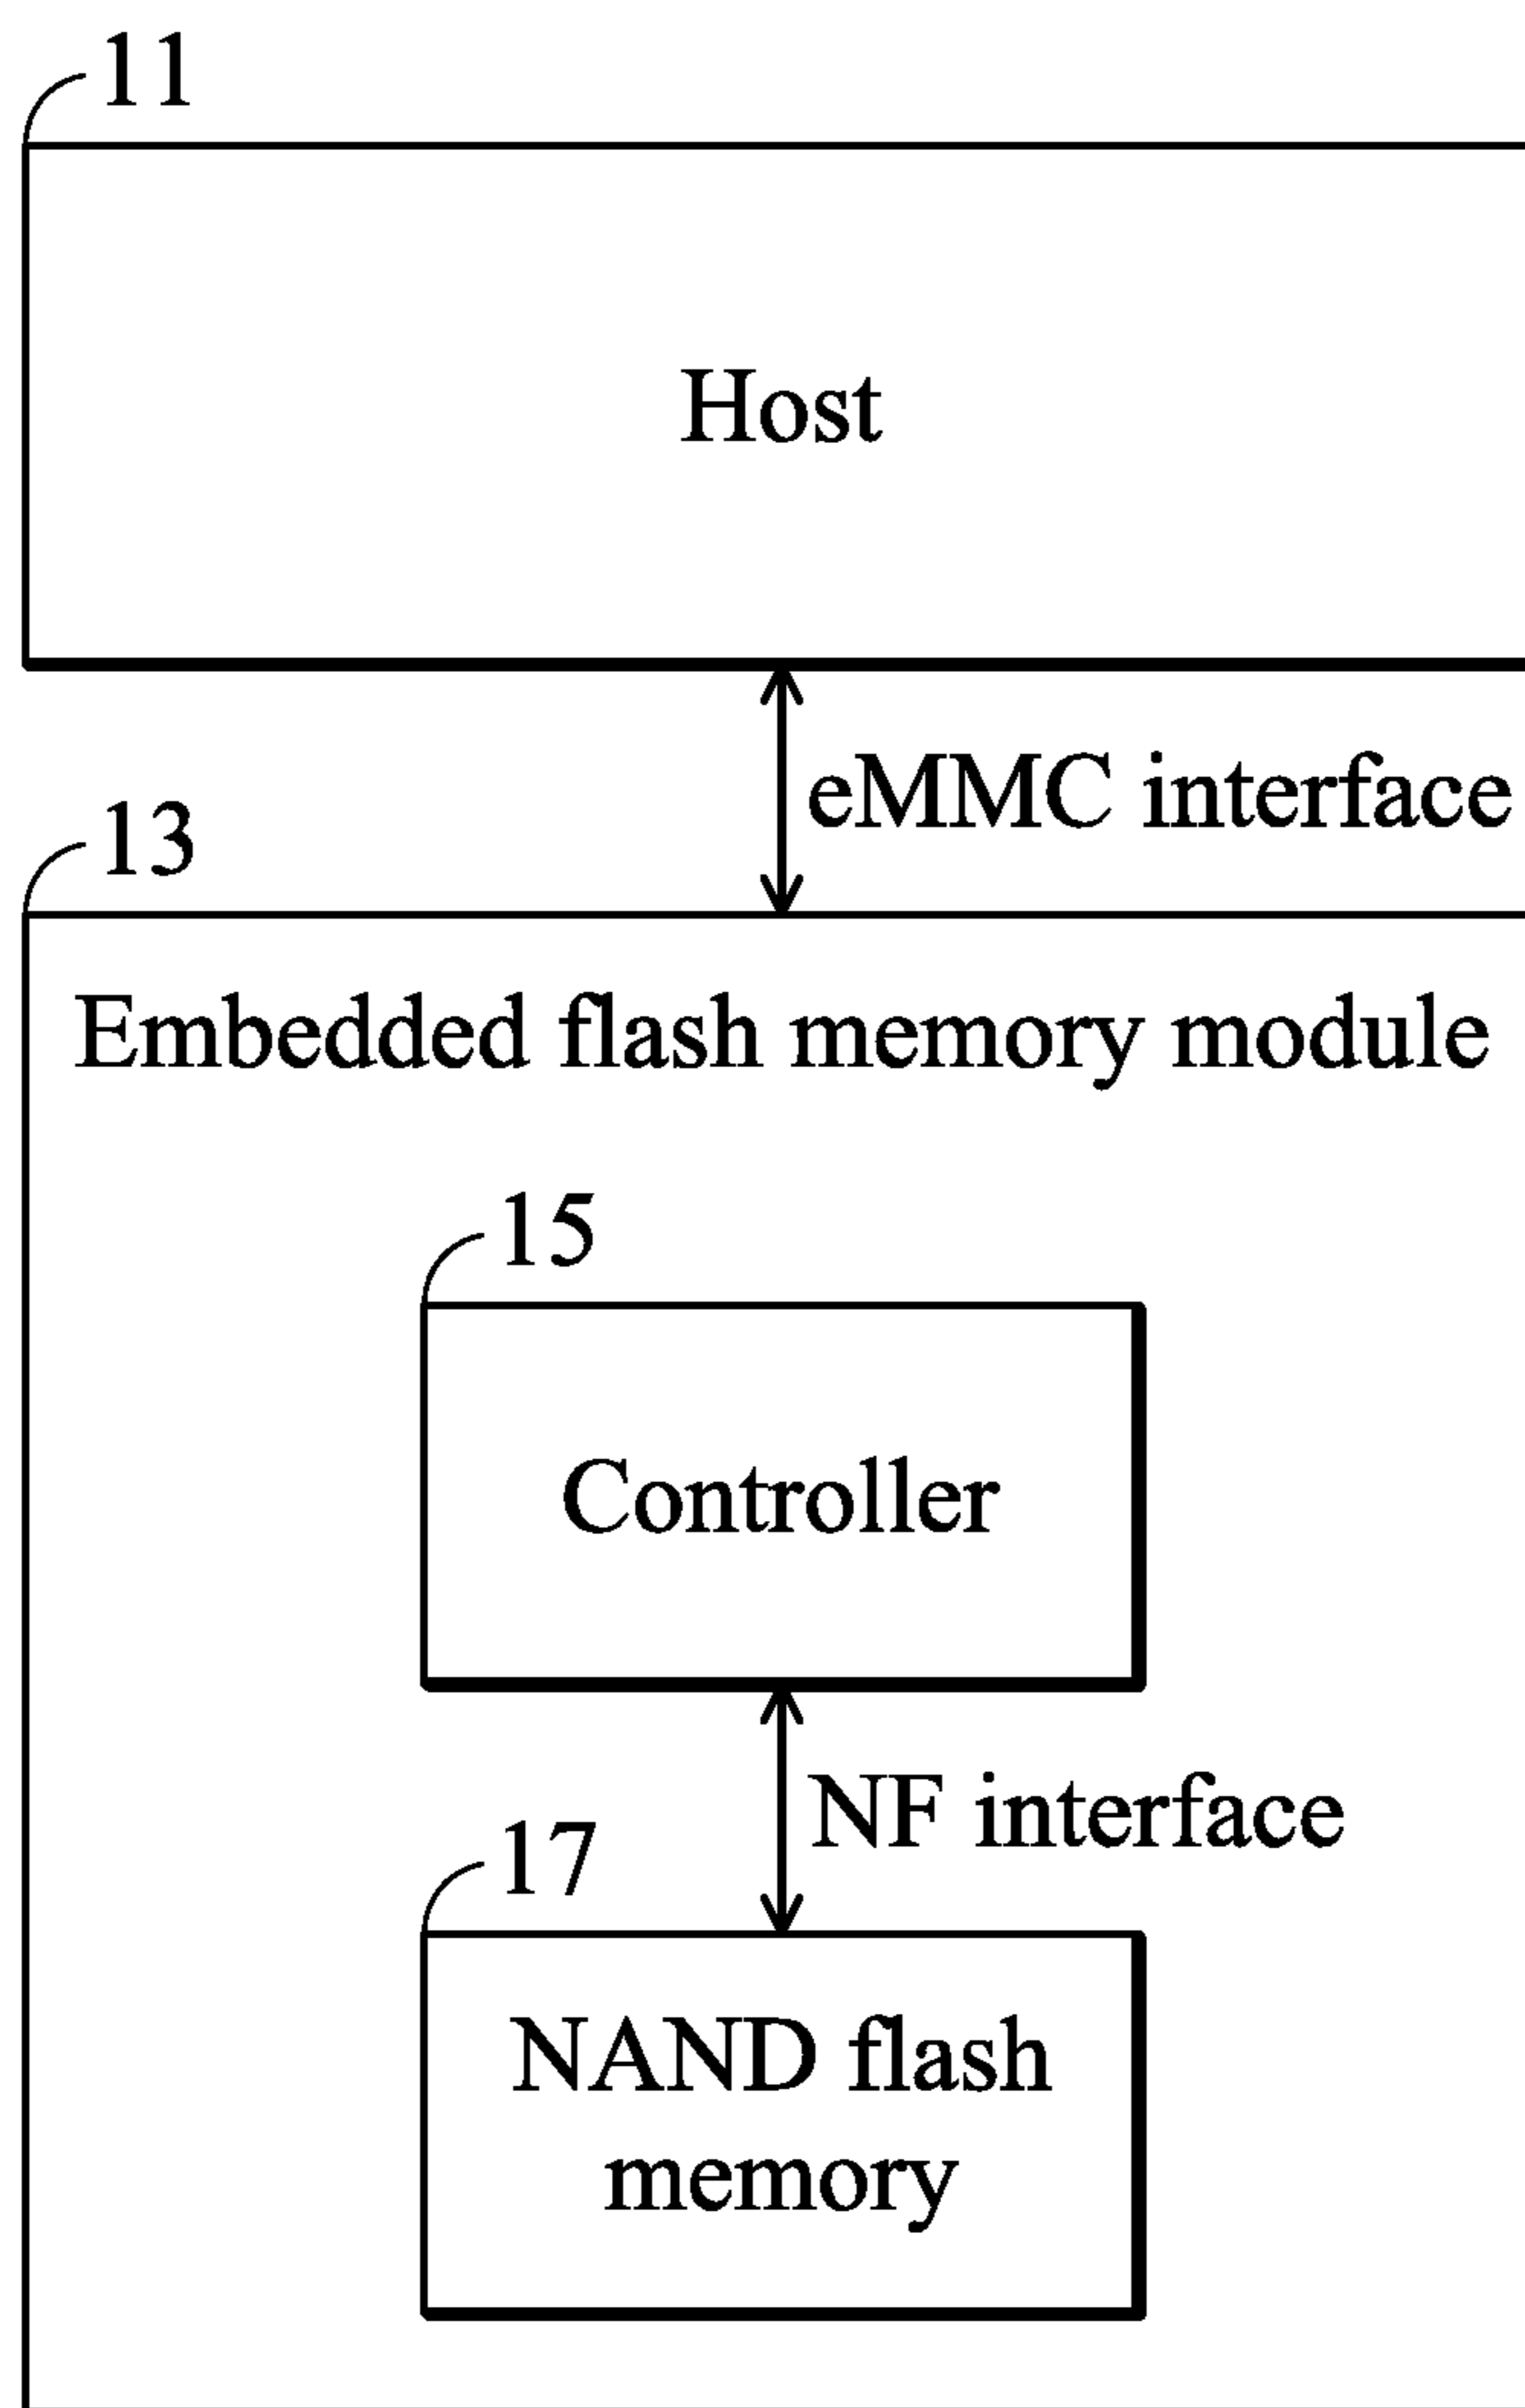 11
Host
eMMC interface
13
Embedded flash memory module
15
Controller
NF interface
17
NAND flash
memory